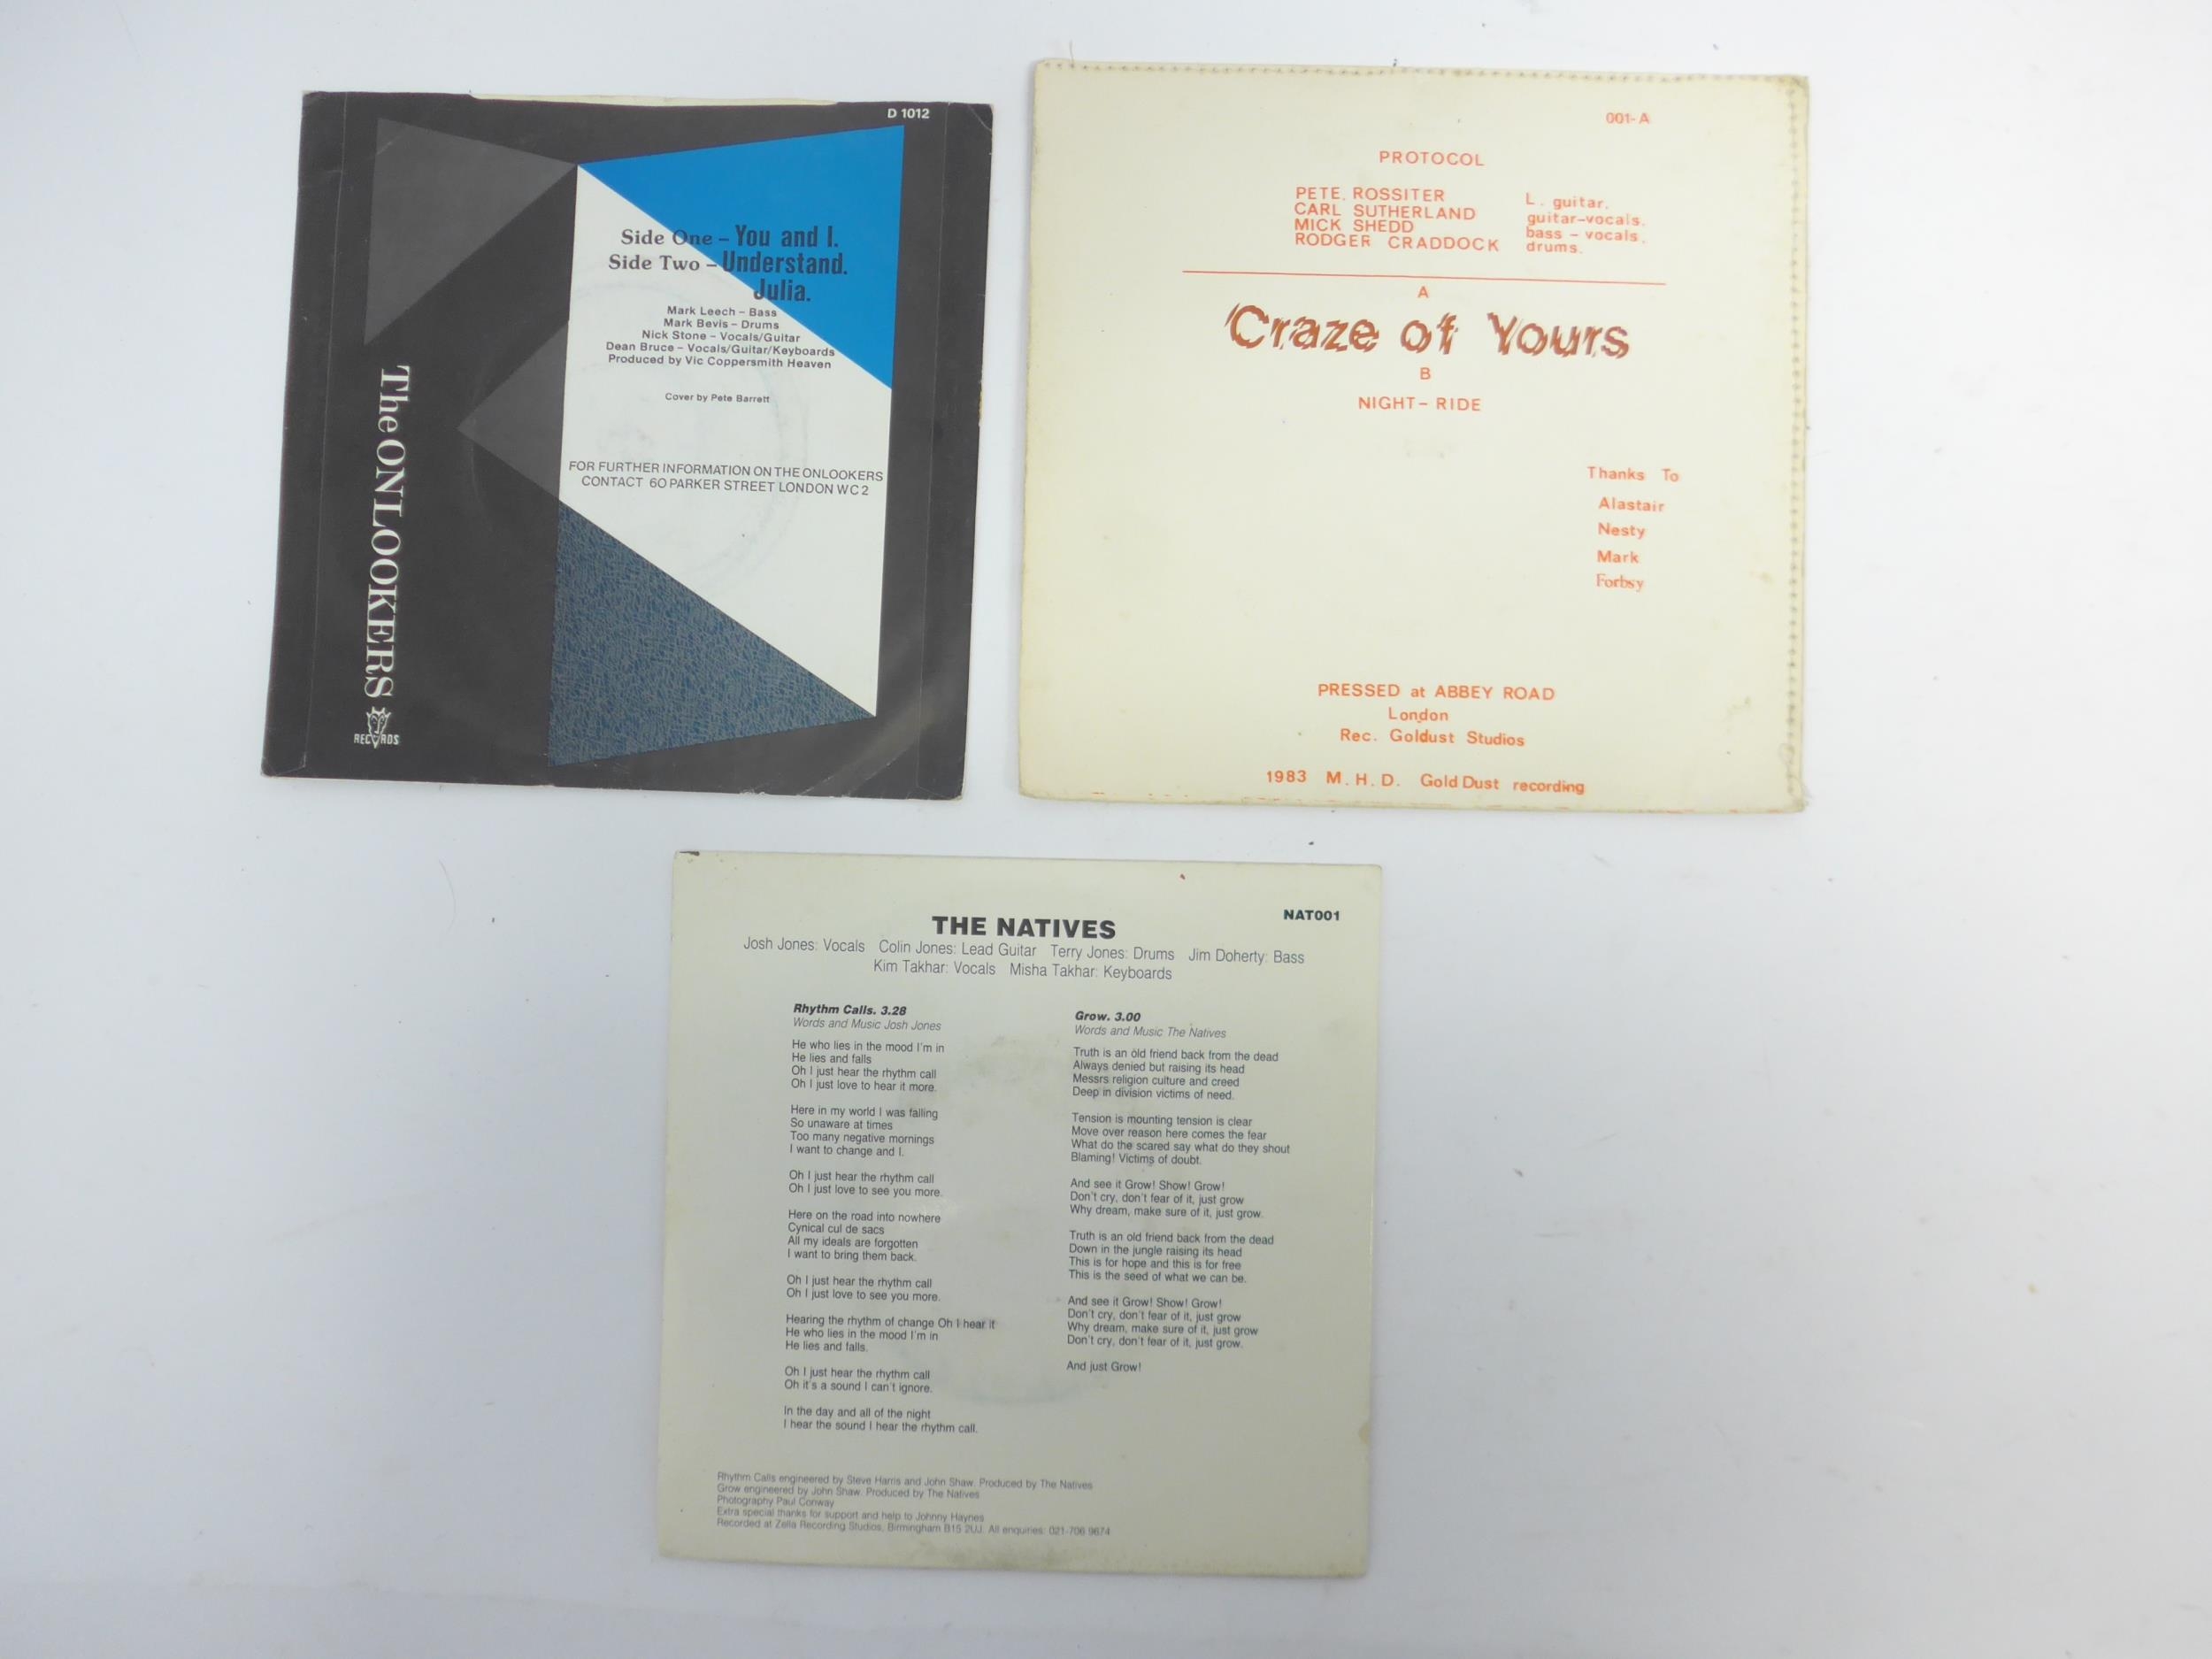 D 1012
Side One – You and I.
Side Two – Understand.
Julia.
Mark Leech – Bass
Mark Bevis – Drums
Nick Stone – Vocals/Guitar
Dean Bruce – Vocals/Guitar/Keyboards
Produced by Vic Coppersmith Heaven
Cover by Pete Barrett
FOR FURTHER INFORMATION ON THE ONLOOKERS
CONTACT 60 PARKER STREET LONDON WC2
The ONLOOKERS
RECORDS
001-A
PROTOCOL
PETE. ROSSITER L. guitar.
CARL SUTHERLAND guitar-vocals.
MICK SHEDD bass - vocals.
RODGER CRADDOCK drums.
A
Craze of Yours
B
NIGHT- RIDE
Thanks To
Alastair
Nesty
Mark
Forbsy
PRESSED at ABBEY ROAD
London
Rec. Goldust Studios
1983 M. H. D. Gold Dust recording
NAT001
THE NATIVES
Josh Jones: Vocals Colin Jones: Lead Guitar Terry Jones: Drums Jim Doherty: Bass
Kim Takhar: Vocals Misha Takhar: Keyboards
Rhythm Calls. 3.28
Words and Music Josh Jones
He who lies in the mood I'm in
He lies and falls
Oh I just hear the rhythm call
Oh I just love to hear it more.
Here in my world I was falling
So unaware at times
Too many negative mornings
I want to change and I.
Oh I just hear the rhythm call
Oh I just love to see you more.
Here on the road into nowhere
Cynical cul de sacs
All my ideals are forgotten
I want to bring them back.
Oh I just hear the rhythm call
Oh I just love to see you more.
Hearing the rhythm of change Oh I hear it
He who lies in the mood I'm in
He lies and falls.
Oh I just hear the rhythm call
Oh it's a sound I can't ignore.
In the day and all of the night
I hear the sound I hear the rhythm call.
Grow. 3.00
Words and Music The Natives
Truth is an old friend back from the dead
Always denied but raising its head
Messrs religion culture and creed
Deep in division victims of need.
Tension is mounting tension is clear
Move over reason here comes the fear
What do the scared say what do they shout
Blaming! Victims of doubt.
And see it Grow! Show! Grow!
Don't cry, don't fear of it, just grow
Why dream, make sure of it, just grow.
Truth is an old friend back from the dead
Down in the jungle raising its head
This is for hope and this is for free
This is the seed of what we can be.
And see it Grow! Show! Grow!
Don't cry, don't fear of it, just grow
Why dream, make sure of it, just grow
Don't cry, don't fear of it, just grow.
And just Grow!
Rhythm Calls engineered by Steve Harris and John Shaw. Produced by The Natives
Grow engineered by John Shaw. Produced by The Natives
Photography Paul Conway
Extra special thanks for support and help to Johnny Haynes
Recorded at Zella Recording Studios, Birmingham B15 2UJ. All enquiries: 021-706 9674